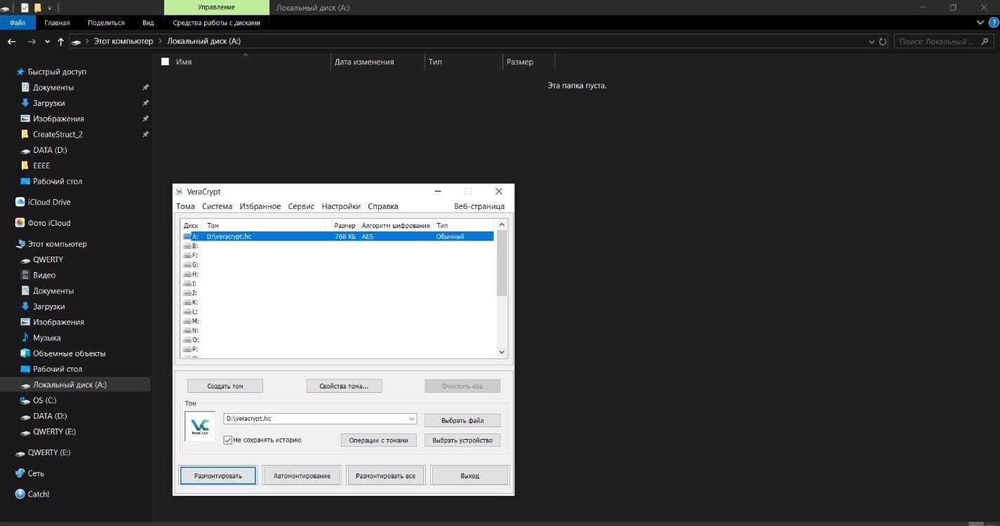 Управление
Локальный диск (A:)
Файл Главная Поделиться Вид Средства работы с дисками
Этот компьютер Локальный диск (A:)
Поиск: Локальный ...
Имя Дата изменения Тип Размер
Эта папка пуста.
Быстрый доступ
Документы
Загрузки
Изображения
CreateStruct_2
DATA (D:)
EEEE
Рабочий стол
iCloud Drive
Фото iCloud
Этот компьютер
QWERTY
Видео
Документы
Загрузки
Изображения
Музыка
Объемные объекты
Рабочий стол
Локальный диск (A:)
OS (C:)
DATA (D:)
QWERTY (E:)
QWERTY (E:)
Сеть
Catch!
VeraCrypt
Тома Система Избранное Сервис Настройки Справка Веб-страница
Диск Том Размер Алгоритм шифрования Тип
A: D:\veracrypt.hc 768 КБ AES Обычный
B:
F:
G:
H:
I:
J:
K:
L:
M:
N:
O:
P:
Создать том Свойства тома... Очистить кэш
Том
VeraCrypt
D:\veracrypt.hc Выбрать файл
Не сохранять историю Операции с томами Выбрать устройство
Размонтировать Автомонтирование Размонтировать все Выход